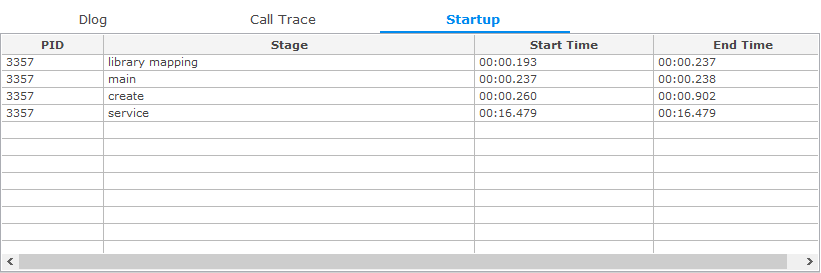 Dlog Call Trace Startup
PID Stage Start Time End Time
3357 library mapping 00:00.193 00:00.237
3357 main 00:00.237 00:00.238
3357 create 00:00.260 00:00.902
3357 service 00:16.479 00:16.479